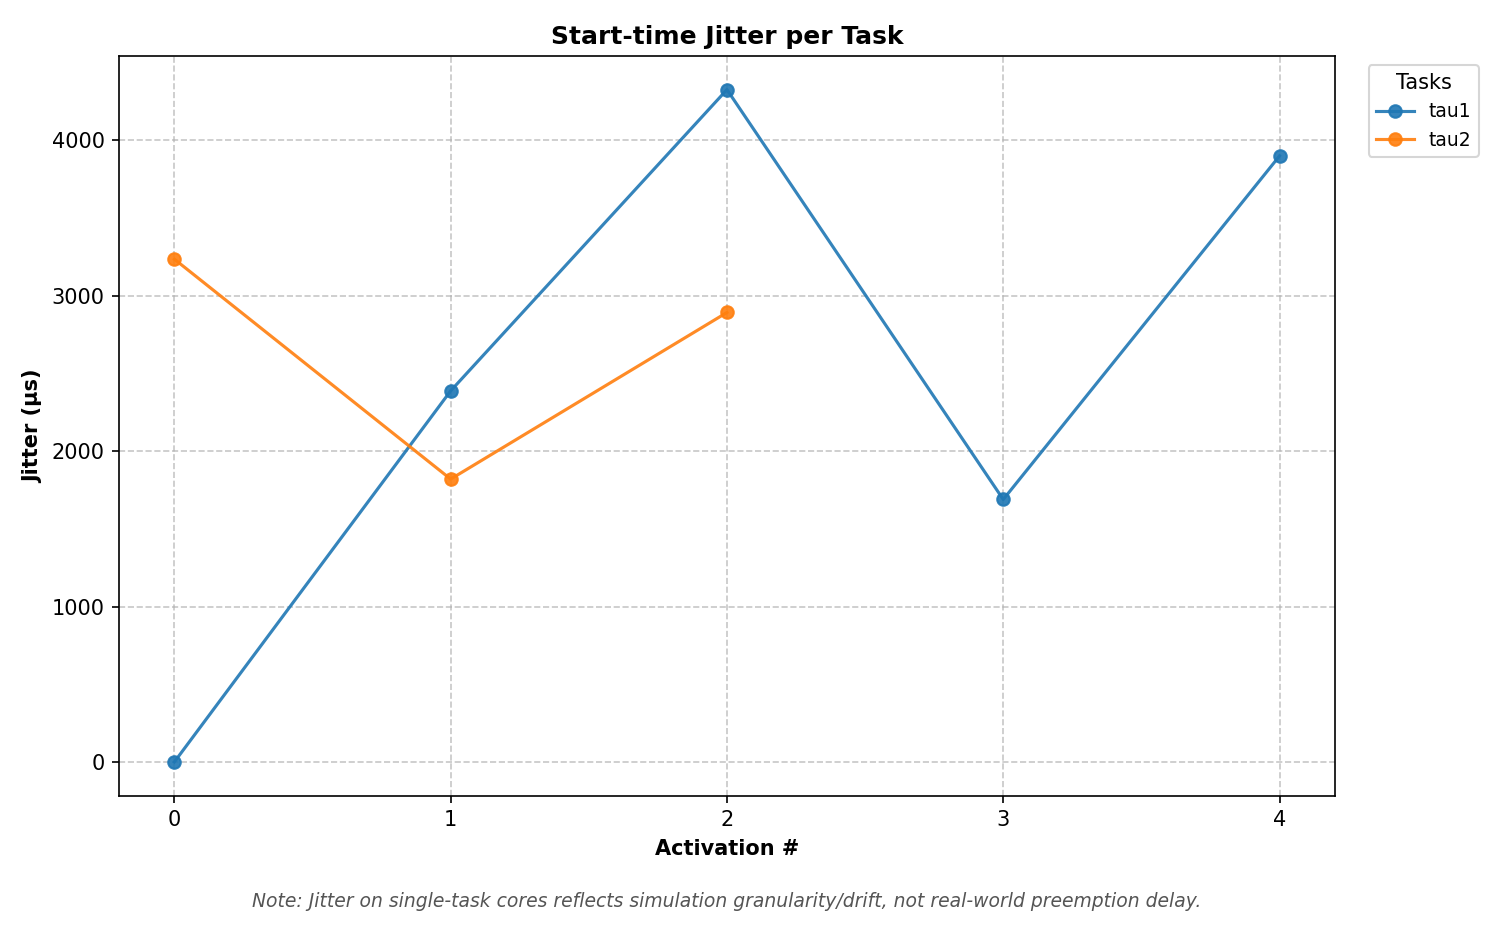 Start-time Jitter per Task
Tasks
tau1
tau2
4000
3000
2000
1000
0
Jitter (µs)
0 1 2 3 4
Activation #
Note: Jitter on single-task cores reflects simulation granularity/drift, not real-world preemption delay.